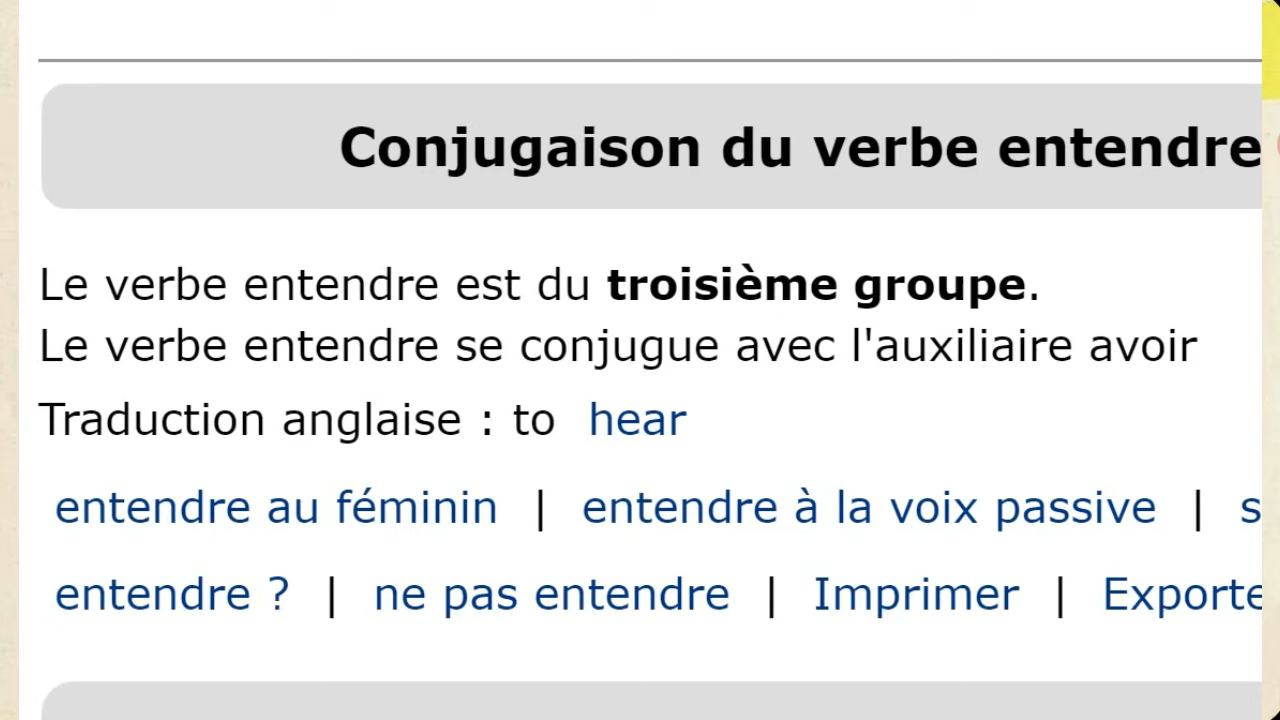 Conjugaison du verbe entendre
Le verbe entendre est du troisième groupe.
Le verbe entendre se conjugue avec l'auxiliaire avoir
Traduction anglaise : to hear
entendre au féminin | entendre à la voix passive |
entendre ? | ne pas entendre | Imprimer |